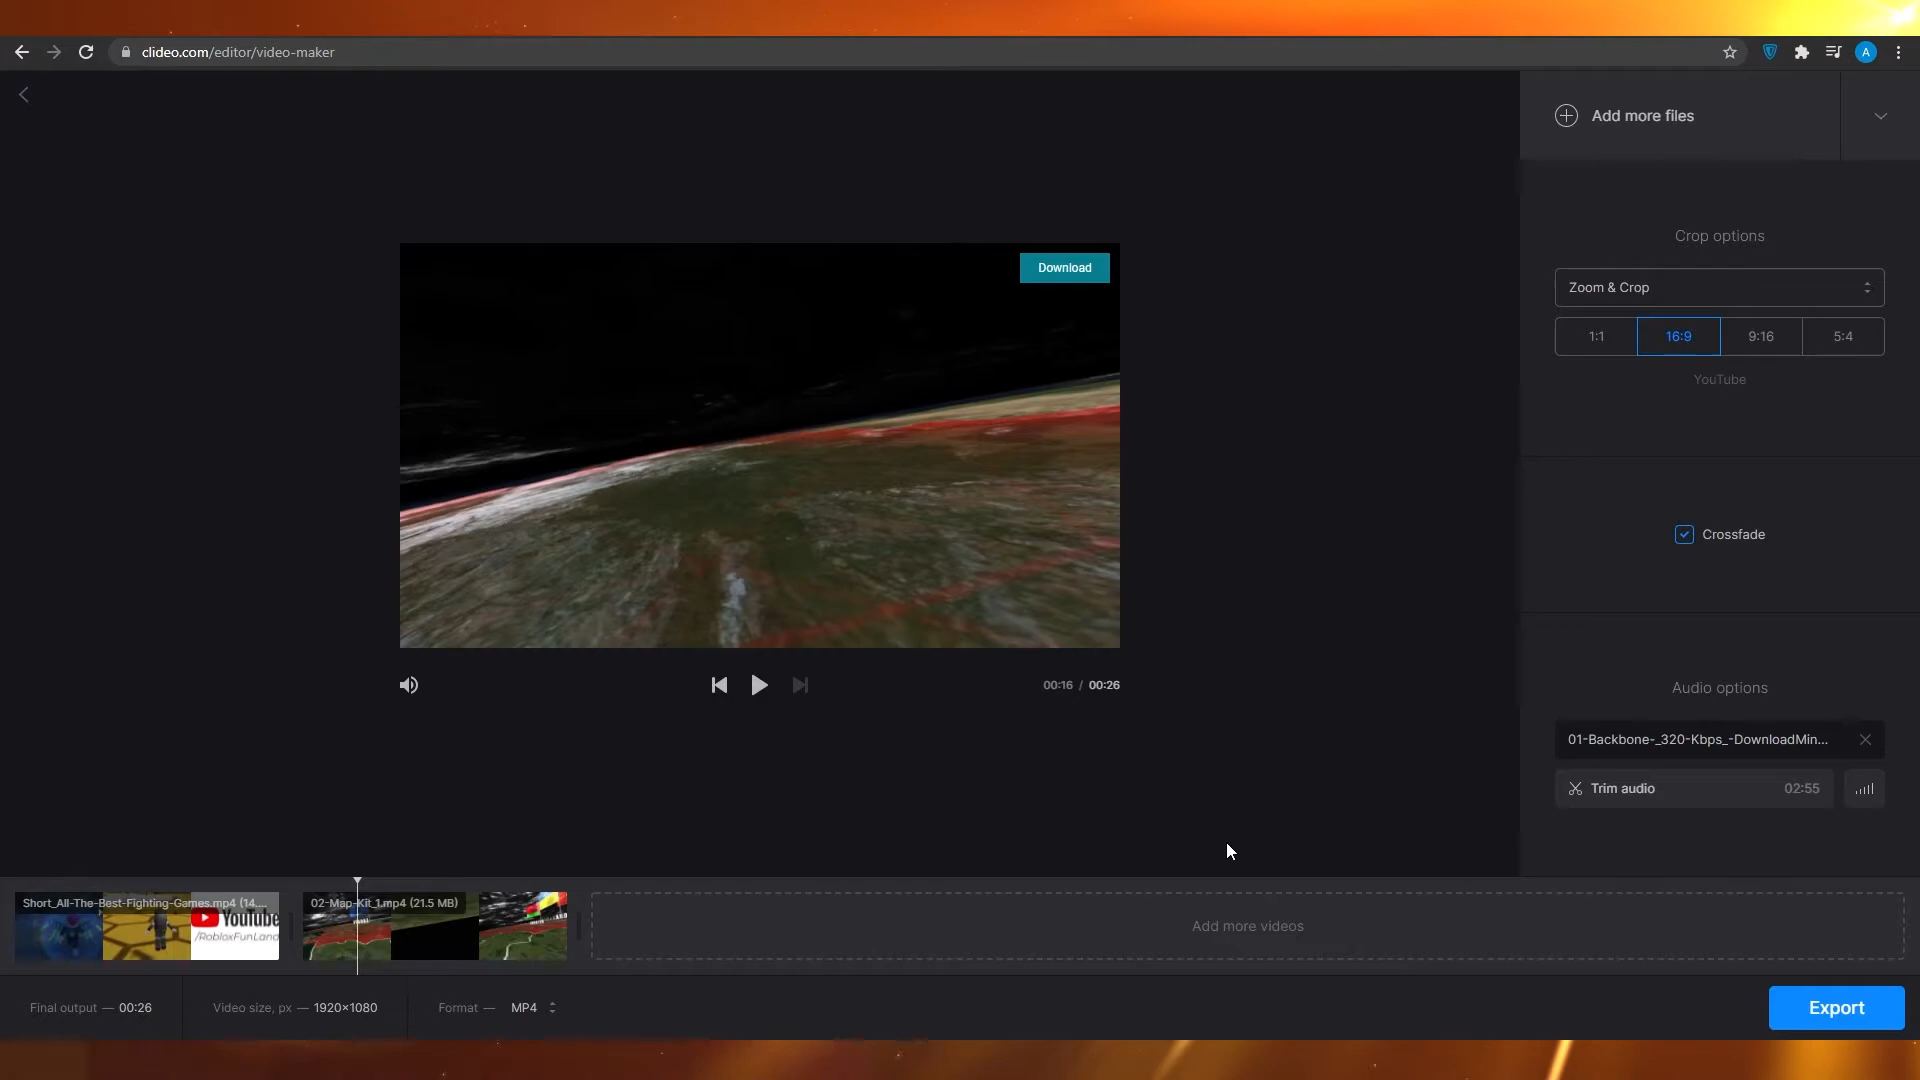 clideo.com/editor/video-maker
A
Add more files
Crop options
Zoom & Crop
1:1
16:9
9:16
5:4
YouTube
Crossfade
Audio options
01-Backbone-_320-Kbps_-DownloadMin...
Trim audio
02:55
Download
00:16 / 00:26
Short_All-The-Best-Fighting-Games.mp4 (14....
YouTube
/RobloxFunLand
02-Map-Kit_1.mp4 (21.5 MB)
Add more videos
Final output — 00:26
Video size, px — 1920×1080
Format — MP4
Export